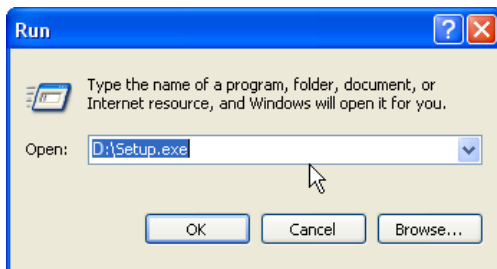 Run
Type the name of a program, folder, document, or
Internet resource, and Windows will open it for you.
Open: D:\Setup.exe
OK Cancel Browse...